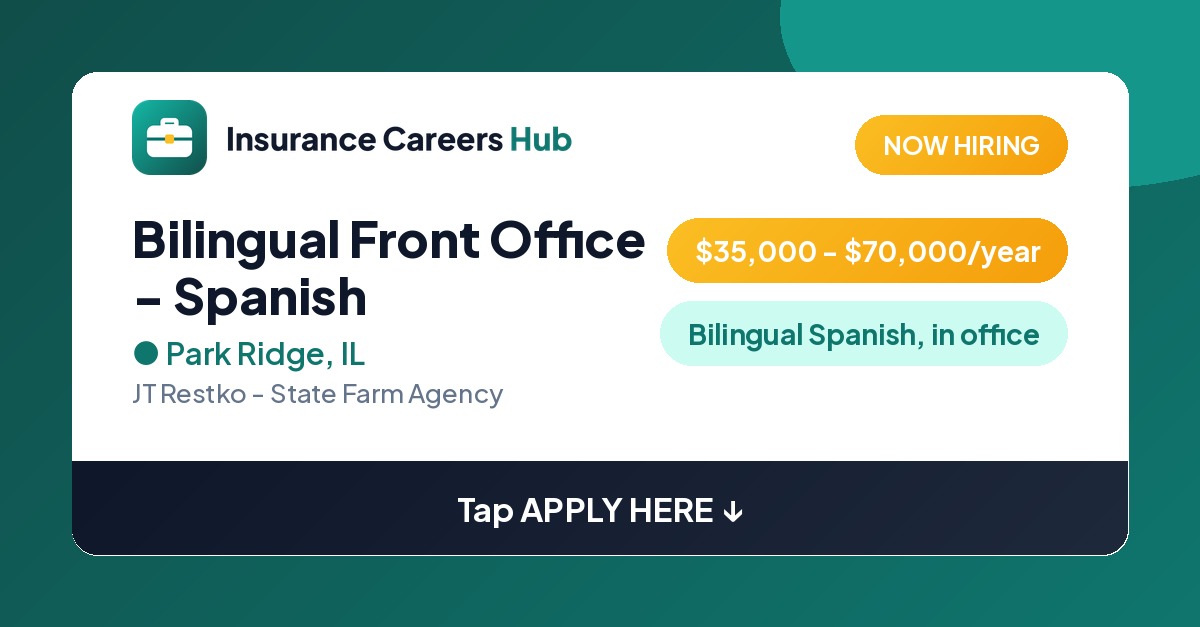 Insurance Careers Hub
NOW HIRING
Bilingual Front Office
– Spanish
$35,000 – $70,000/year
Bilingual Spanish, in office
Park Ridge, IL
JT Restko – State Farm Agency
Tap APPLY HERE ↓